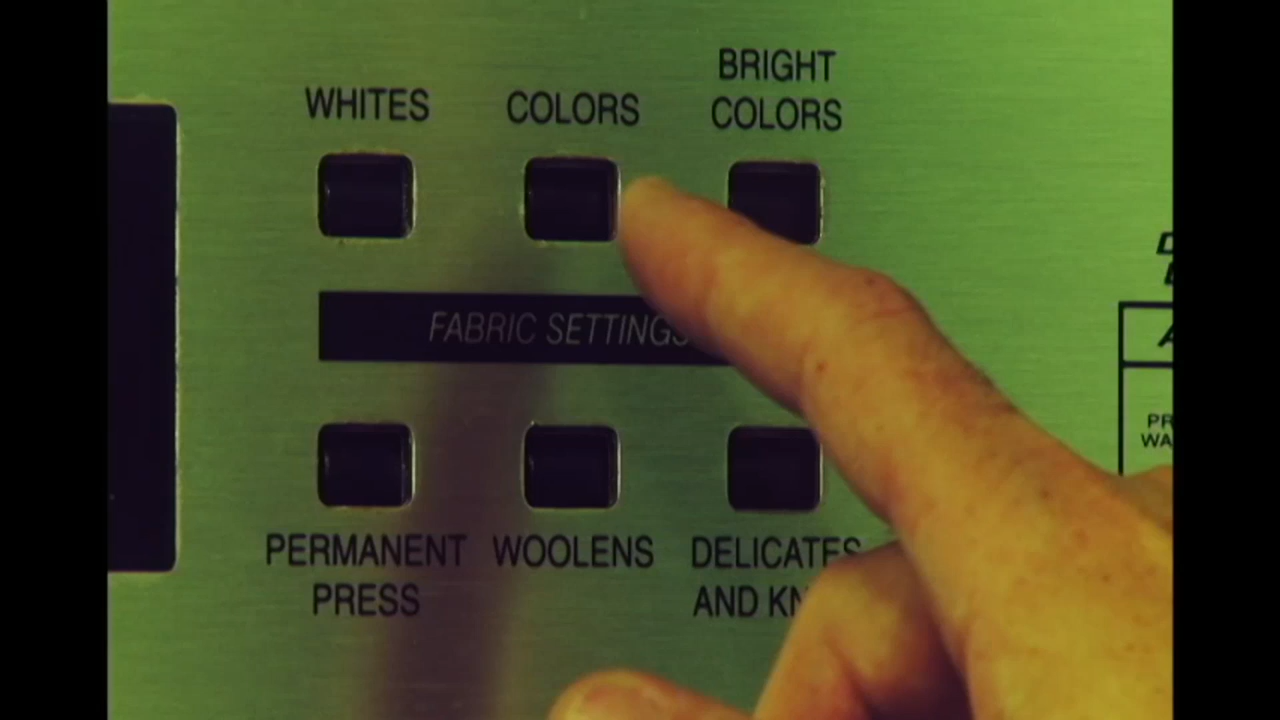 WHITES
COLORS
BRIGHT
COLORS
FABRIC SETTINGS
PERMANENT
PRESS
WOOLENS
DELICATES
AND